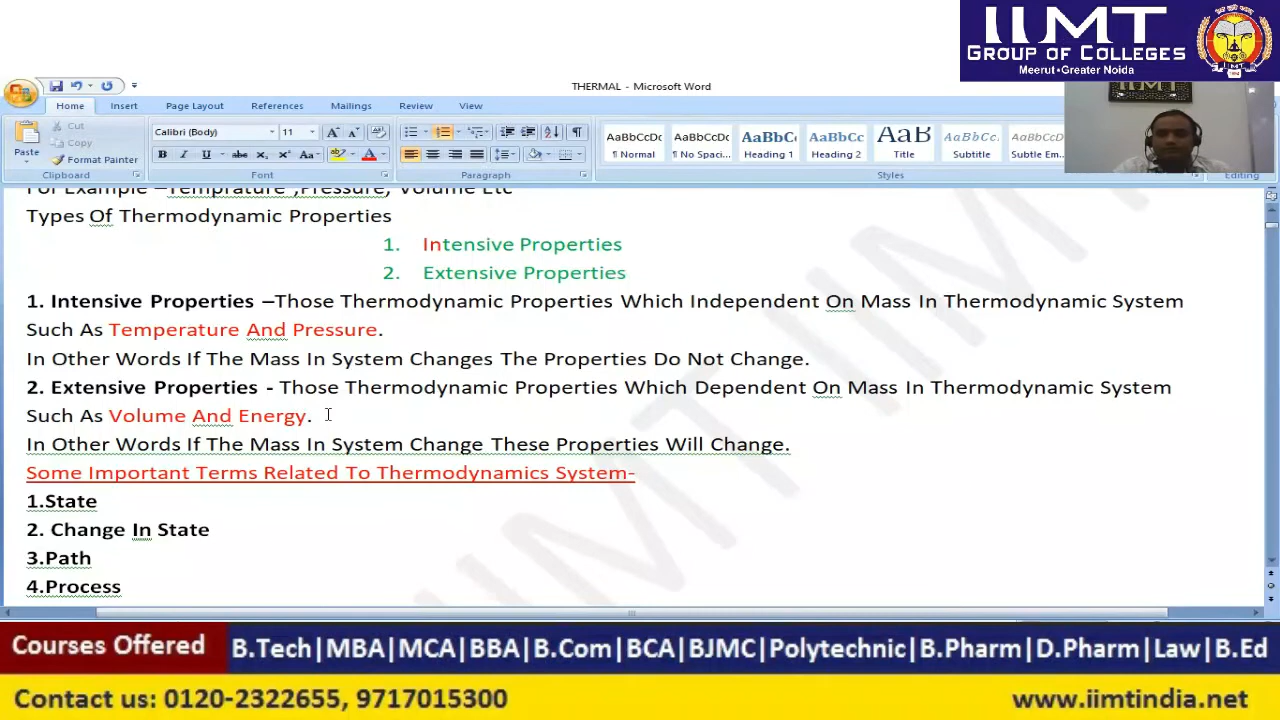 IIMT
GROUP OF COLLEGES
Meerut•Greater Noida
THERMAL - Microsoft Word
Home Insert Page Layout References Mailings Review View
Paste
Cut
Copy
Format Painter
Clipboard
Calibri (Body) 11
Font
Paragraph
AaBbCcDc AaBbCcDc AaBbC AaBbCc AaB AaBbCc. AaBbCcDc
¶ Normal ¶ No Spaci... Heading 1 Heading 2 Title Subtitle Subtle Em...
Styles
Editing
For Example –Temprature ,Pressure, Volume Etc
Types Of Thermodynamic Properties
1. Intensive Properties
2. Extensive Properties
1. Intensive Properties –Those Thermodynamic Properties Which Independent On Mass In Thermodynamic System
Such As Temperature And Pressure.
In Other Words If The Mass In System Changes The Properties Do Not Change.
2. Extensive Properties - Those Thermodynamic Properties Which Dependent On Mass In Thermodynamic System
Such As Volume And Energy.
In Other Words If The Mass In System Change These Properties Will Change.
Some Important Terms Related To Thermodynamics System-
1.State
2. Change In State
3.Path
4.Process
Courses Offered
B.Tech|MBA|MCA|BBA|B.Com|BCA|BJMC|Polytechnic|B.Pharm|D.Pharm|Law|B.Ed
Contact us: 0120-2322655, 9717015300
www.iimtindia.net